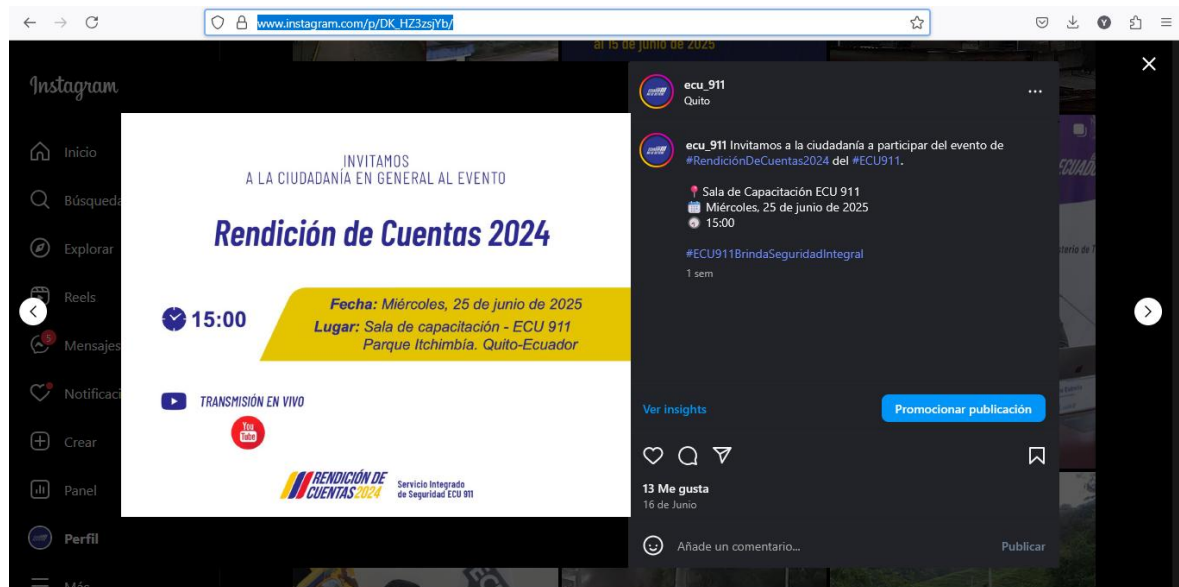 www.instagram.com/p/DK_HZ3zsjYb/
al 15 de junio de 2025
Instagram
Inicio
Búsqueda
Explorar
Reels
5
Mensajes
Notificaci
Crear
Panel
Perfil
Más
INVITAMOS
A LA CIUDADANÍA EN GENERAL AL EVENTO
Rendición de Cuentas 2024
15:00
Fecha: Miércoles, 25 de junio de 2025
Lugar: Sala de capacitación - ECU 911
Parque Itchimbía. Quito-Ecuador
TRANSMISIÓN EN VIVO
You
Tube
RENDICIÓN DE
CUENTAS 2024
Servicio Integrado
de Seguridad ECU 911
ecu_911
Quito
ecu_911 Invitamos a la ciudadanía a participar del evento de
#RendiciónDeCuentas2024 del #ECU911.
Sala de Capacitación ECU 911
Miércoles, 25 de junio de 2025
15:00
#ECU911BrindaSeguridadIntegral
1 sem
Ver insights
Promocionar publicación
13 Me gusta
16 de Junio
Añade un comentario...
Publicar